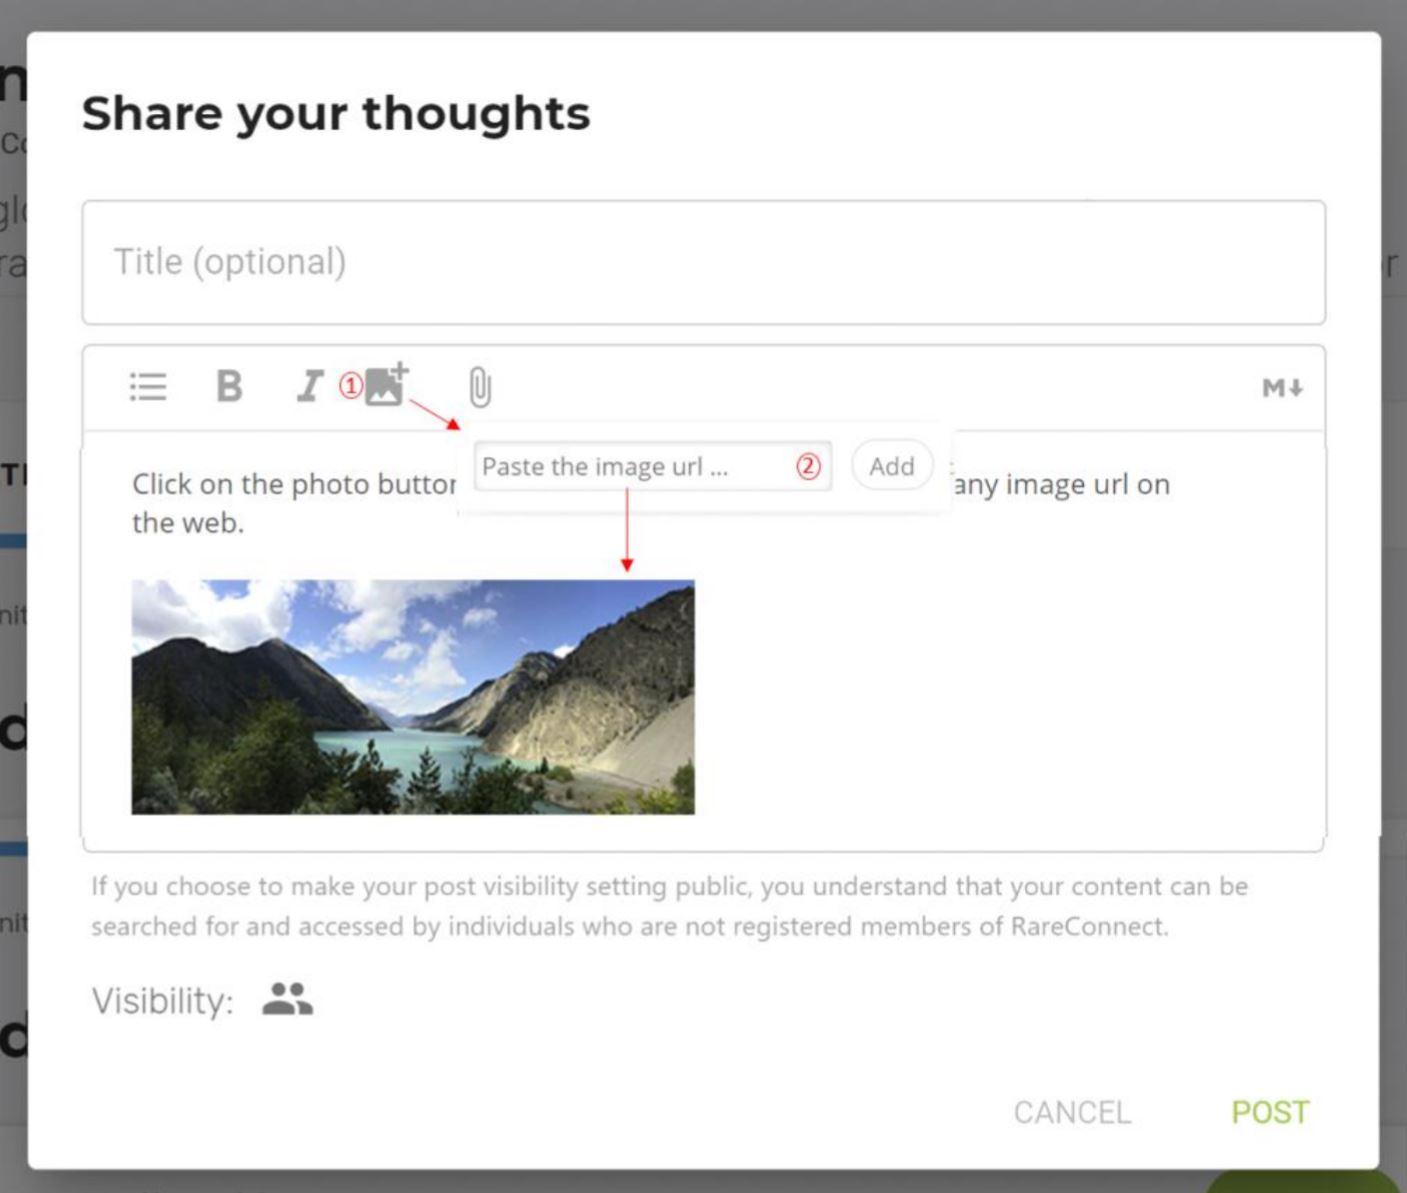 Share your thoughts
Title (optional)
B I ① M
Paste the image url ... ② Add
Click on the photo any image url on
the web.
If you choose to make your post visibility setting public, you understand that your content can be
searched for and accessed by individuals who are not registered members of RareConnect.
Visibility:
CANCEL POST